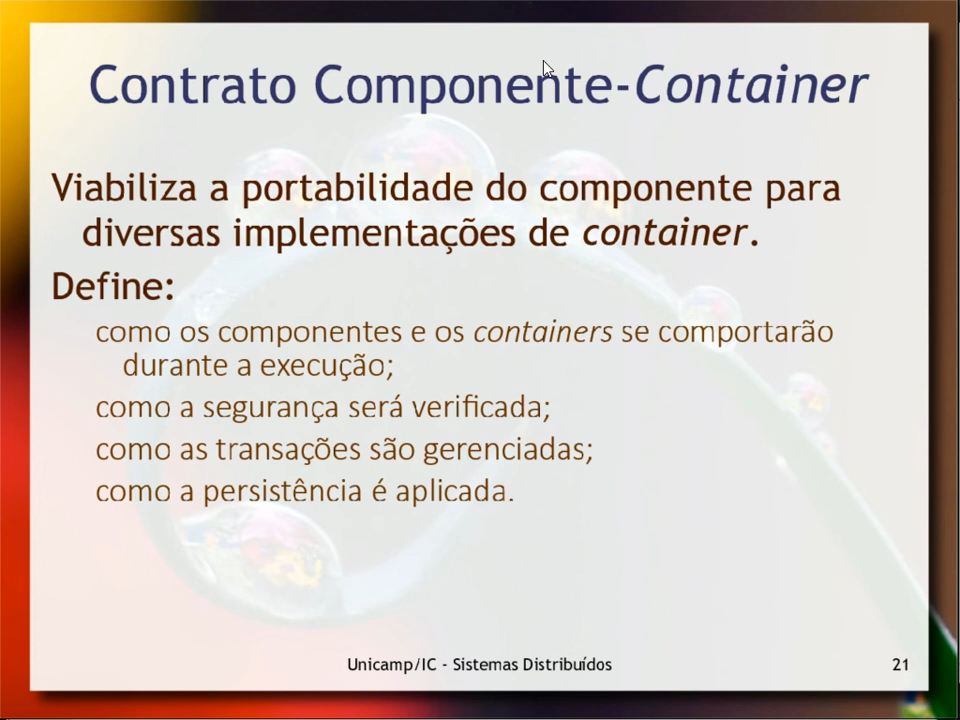 Contrato Componente-Container
Viabiliza a portabilidade do componente para
diversas implementações de container.
Define:
como os componentes e os containers se comportarão
durante a execução;
como a segurança será verificada;
como as transações são gerenciadas;
como a persistência é aplicada.
Unicamp/IC - Sistemas Distribuídos
21